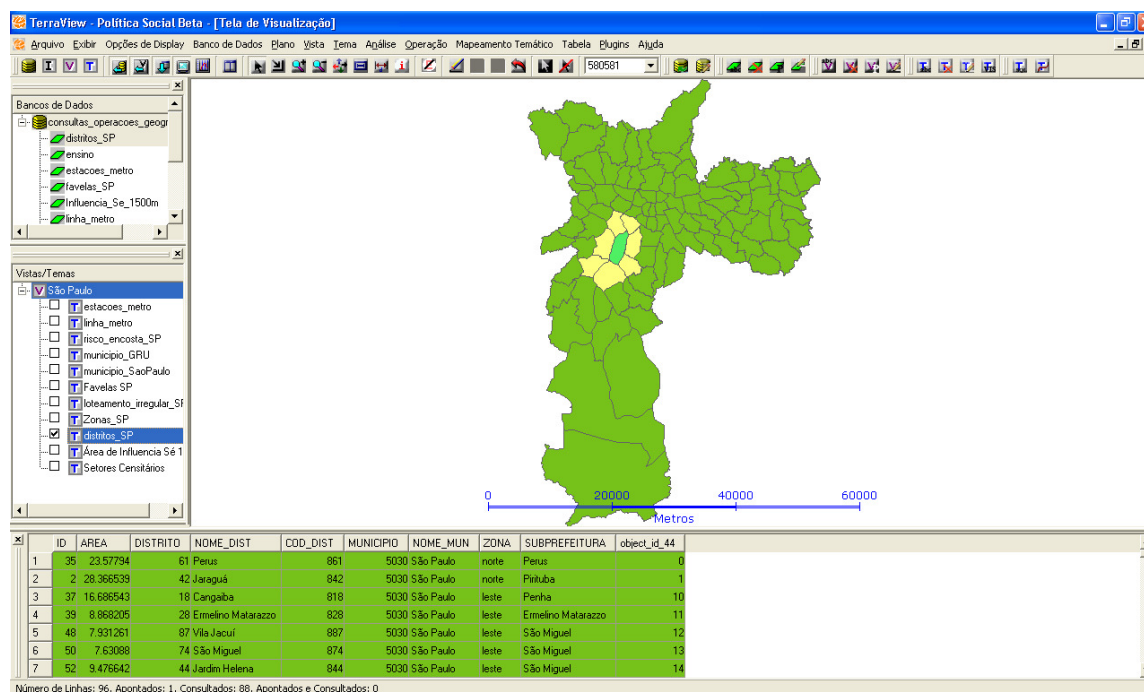 TerraView - Política Social Beta - [Tela de Visualização]
Arquivo Exibir Opções de Display Banco de Dados Plano Vista Tema Análise Operação Mapeamento Temático Tabela Plugins Ajuda
I V T 580581
Bancos de Dados
consultas_operacoes_geogr
distritos_SP
ensino
estacoes_metro
favelas_SP
Influencia_Se_1500m
linha_metro
Vistas/Temas
V São Paulo
T estacoes_metro
T linha_metro
T risco_encosta_SP
T municipio_GRU
T municipio_SaoPaulo
T Favelas SP
T loteamento_irregular_SF
T Zonas_SP
T distritos_SP
T Área de Influencia Sé 1
T Setores Censitários
0 20000 40000 60000
Metros
ID AREA DISTRITO NOME_DIST COD_DIST MUNICIPIO NOME_MUN ZONA SUBPREFEITURA object_id_44
1 35 23.57794 61 Perus 861 5030 São Paulo norte Perus 0
2 2 28.366539 42 Jaraguá 842 5030 São Paulo norte Pirituba 1
3 37 16.686543 18 Cangaiba 818 5030 São Paulo leste Penha 10
4 39 8.868205 28 Ermelino Matarazzo 828 5030 São Paulo leste Ermelino Matarazzo 11
5 48 7.931261 87 Vila Jacuí 887 5030 São Paulo leste São Miguel 12
6 50 7.63088 74 São Miguel 874 5030 São Paulo leste São Miguel 13
7 52 9.476642 44 Jardim Helena 844 5030 São Paulo leste São Miguel 14
Número de Linhas: 96, Apontados: 1, Consultados: 88, Apontados e Consultados: 0